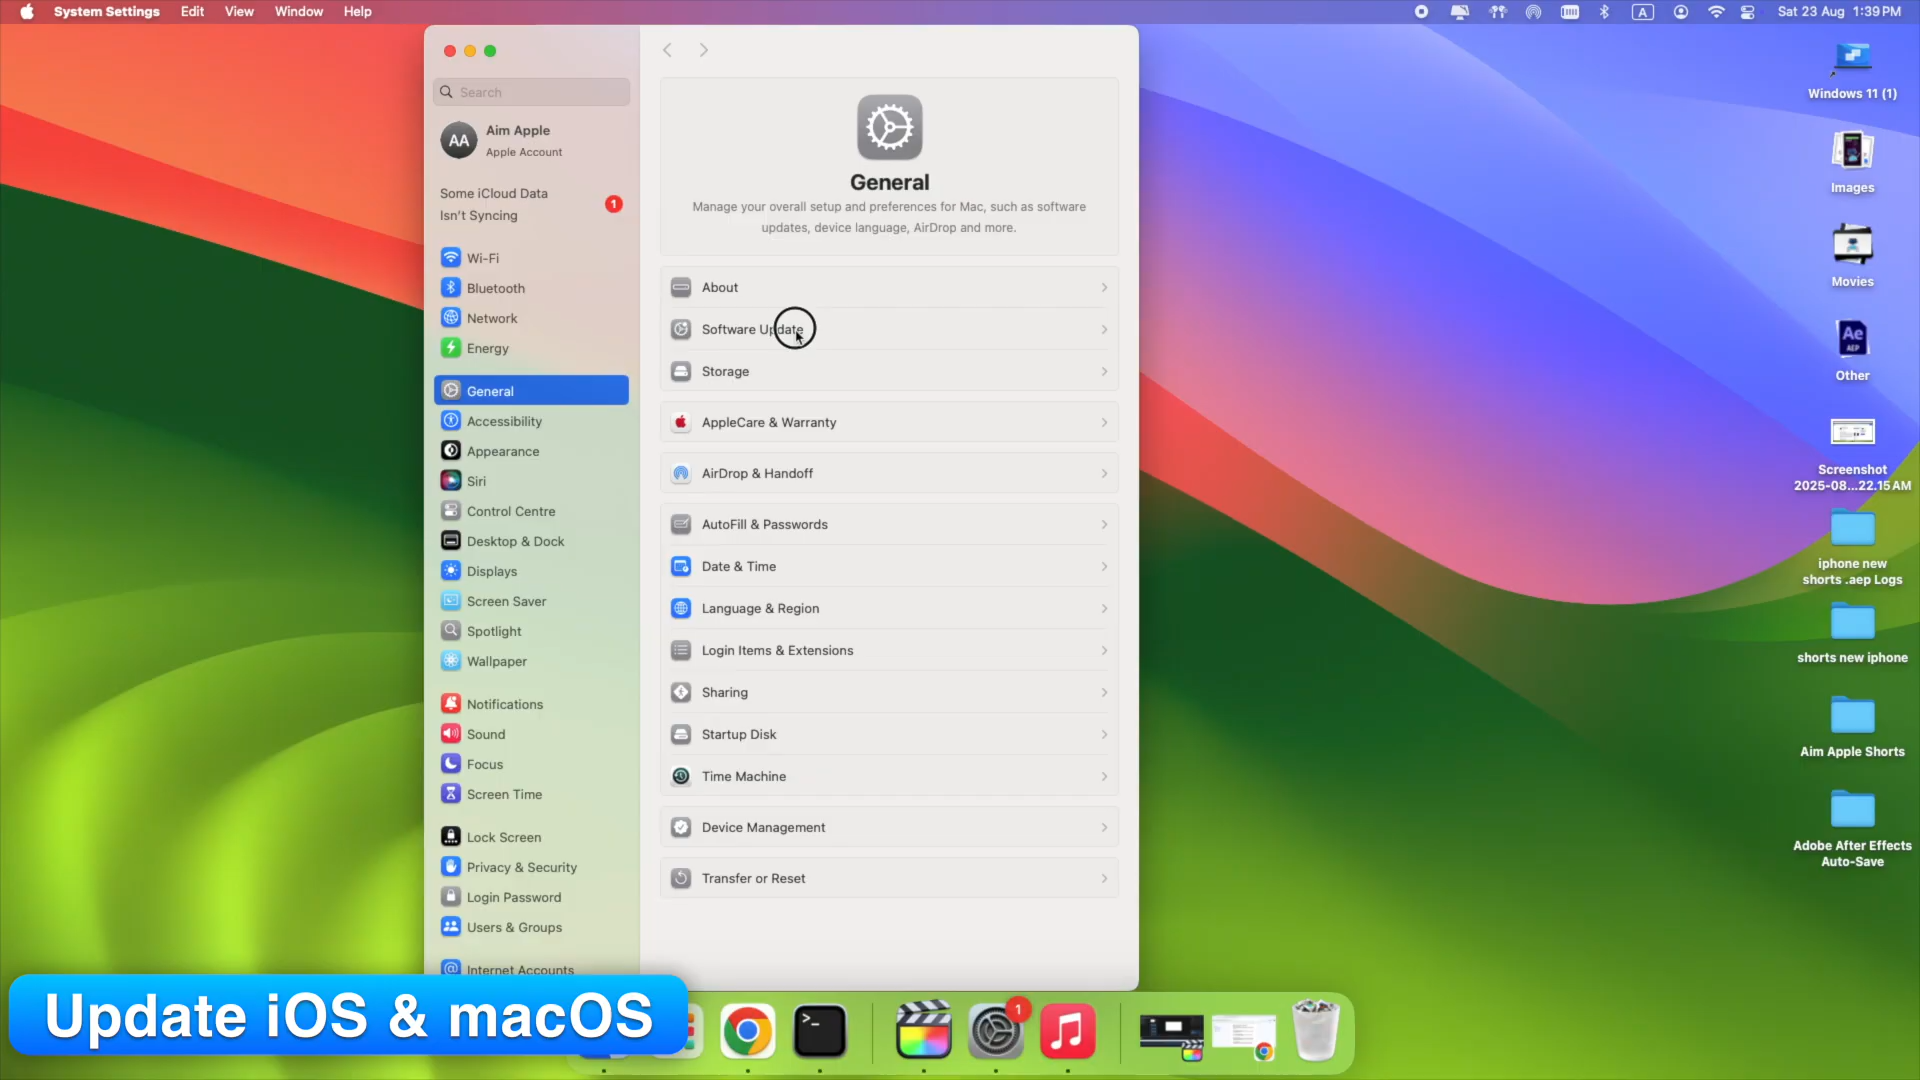 System Settings Edit View Window Help
A
Sat 23 Aug 1:39 PM
Search
AA
Aim Apple
Apple Account
Some iCloud Data
Isn't Syncing
1
Wi-Fi
Bluetooth
Network
Energy
General
Accessibility
Appearance
Siri
Control Centre
Desktop & Dock
Displays
Screen Saver
Spotlight
Wallpaper
Notifications
Sound
Focus
Screen Time
Lock Screen
Privacy & Security
Login Password
Users & Groups
Internet Accounts
General
Manage your overall setup and preferences for Mac, such as software
updates, device language, AirDrop and more.
About
Software Update
Storage
AppleCare & Warranty
AirDrop & Handoff
AutoFill & Passwords
Date & Time
Language & Region
Login Items & Extensions
Sharing
Startup Disk
Time Machine
Device Management
Transfer or Reset
Windows 11 (1)
Images
Movies
Ae
AEP
Other
Screenshot
2025-08...22.15 AM
iphone new
shorts .aep Logs
shorts new iphone
Aim Apple Shorts
Adobe After Effects
Auto-Save
Update iOS & macOS
>_
1